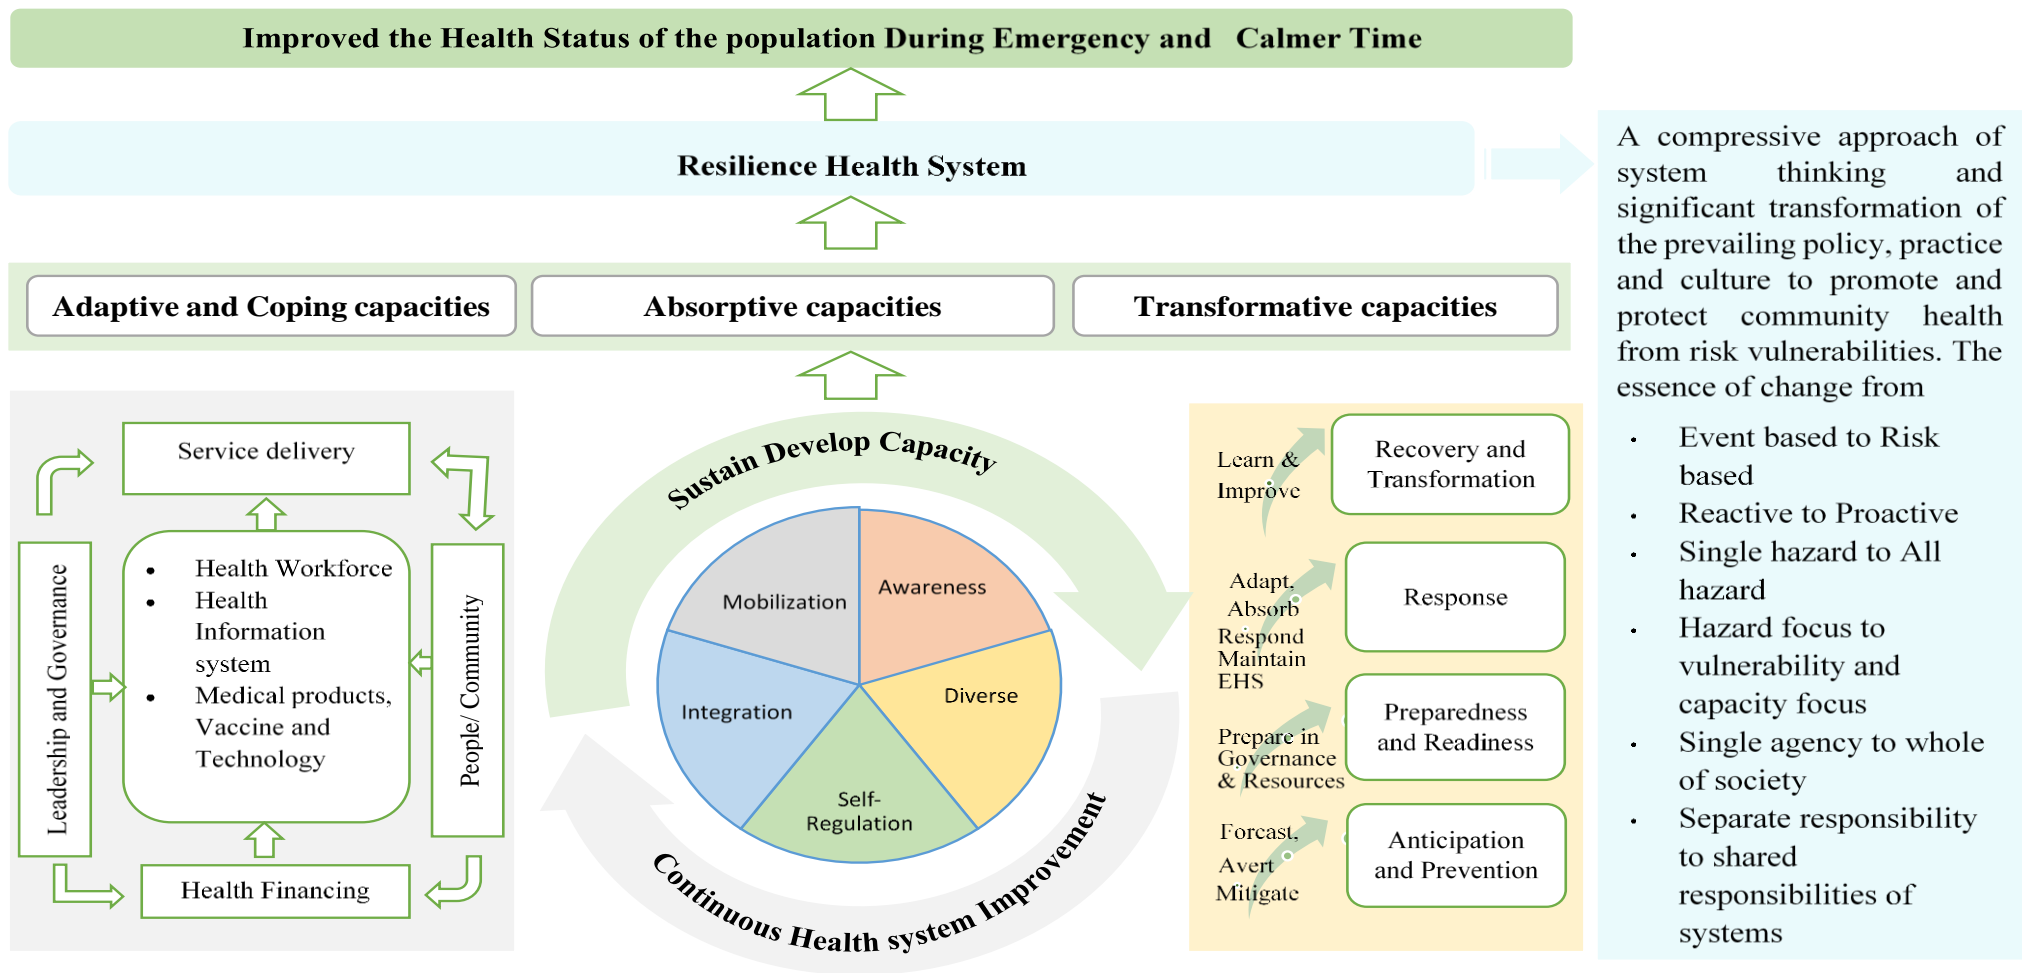 Improved the Health Status of the population During Emergency and Calmer Time
Resilience Health System
Adaptive and Coping capacities
Absorptive capacities
Transformative capacities
Service delivery
Leadership and Governance
• Health Workforce
• Health
Information
system
• Medical products,
Vaccine and
Technology
People/ Community
Health Financing
Sustain Develop Capacity
Mobilization
Awareness
Integration
Diverse
Self-
Regulation
Continuous Health system Improvement
Learn &
Improve
Recovery and
Transformation
Adapt,
Absorb
Respond
Maintain
EHS
Response
Prepare in
Governance
& Resources
Preparedness
and Readiness
Forcast,
Avert
Mitigate
Anticipation
and Prevention
A compressive approach of
system thinking and
significant transformation of
the prevailing policy, practice
and culture to promote and
protect community health
from risk vulnerabilities. The
essence of change from
• Event based to Risk
based
• Reactive to Proactive
• Single hazard to All
hazard
• Hazard focus to
vulnerability and
capacity focus
• Single agency to whole
of society
• Separate responsibility
to shared
responsibilities of
systems